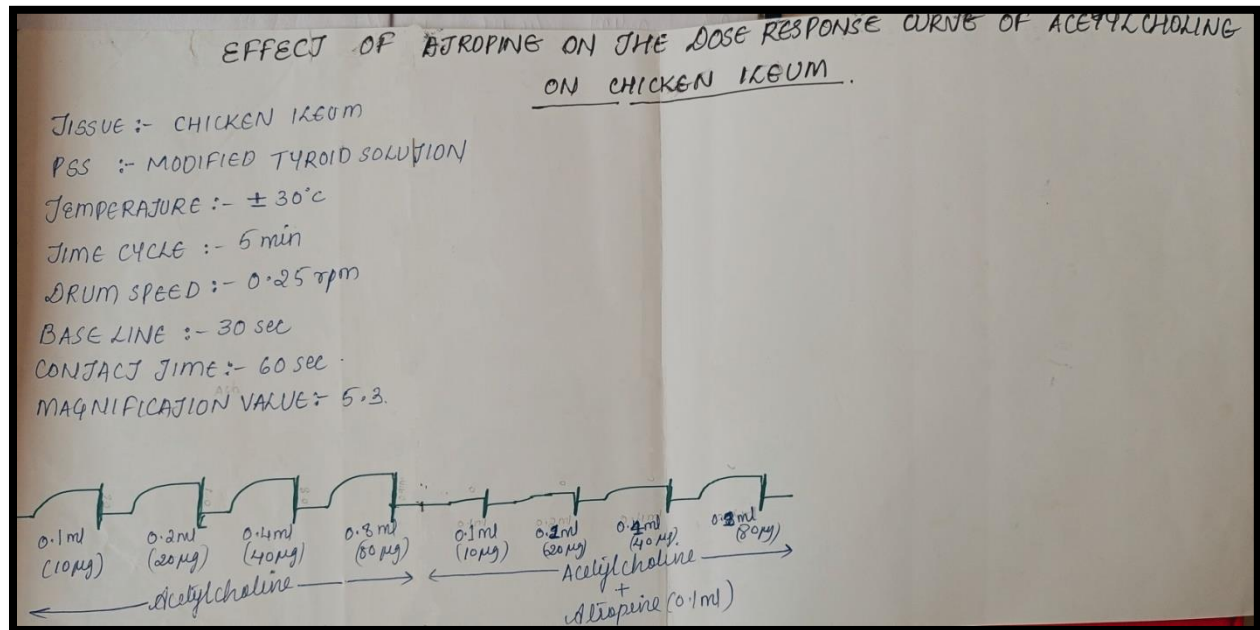 EFFECT OF ATROPINE ON THE DOSE RESPONSE CURVE OF ACETYLCHOLINE
ON CHICKEN ILEUM.
TISSUE :- CHICKEN ILEUM
PSS :- MODIFIED TYROID SOLUTION
TEMPERATURE :- ± 30°C
TIME CYCLE :- 5 min
DRUM SPEED :- 0.25 rpm
BASE LINE :- 30 sec
CONTACT TIME :- 60 sec.
MAGNIFICATION VALUE :- 5.3.
0.1ml 0.2ml 0.4ml 0.8ml 0.1ml 0.2ml 0.4ml 0.8ml
(10µg) (20µg) (40µg) (80µg) (10µg) (20µg) (40µg) (80µg)
Acetylcholine Acetylcholine
+
Atropine (0.1ml)